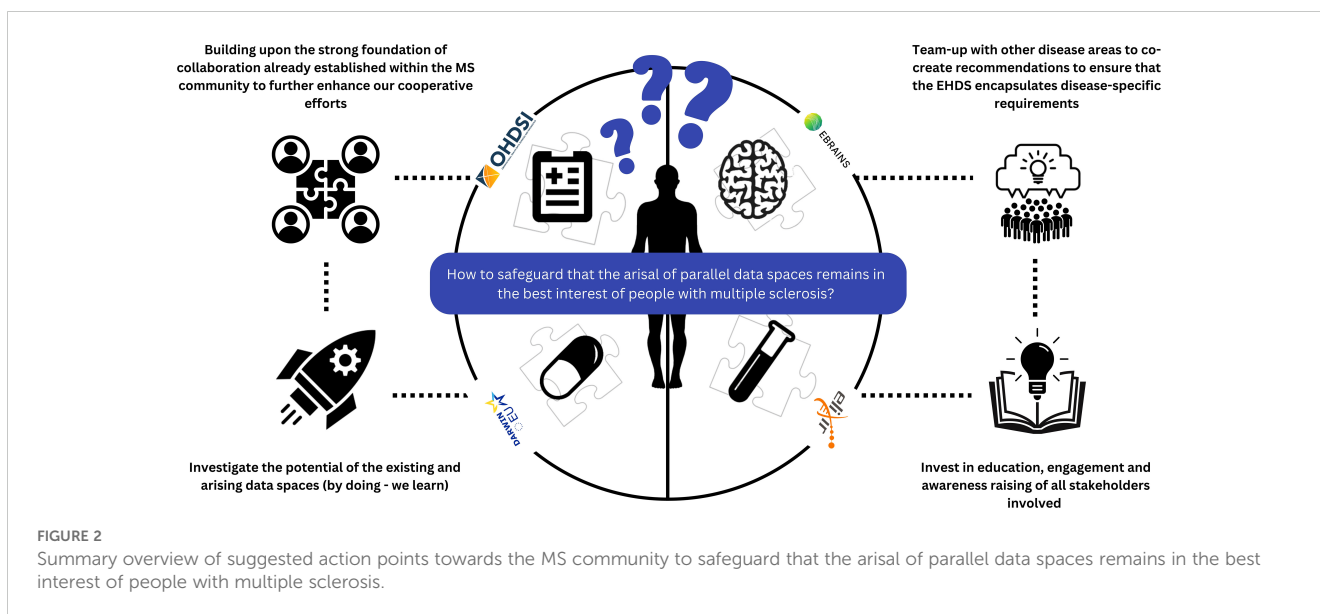 Building upon the strong foundation of
collaboration already established within the MS
community to further enhance our cooperative
efforts
Team-up with other disease areas to co-
create recommendations to ensure that
the EHDS encapsulates disease-specific
requirements
???
OHDSI
EBRAINS
How to safeguard that the arisal of parallel data spaces remains in
the best interest of people with multiple sclerosis?
DARWIN
EU
elixir
Investigate the potential of the existing and
arising data spaces (by doing - we learn)
Invest in education, engagement and
awareness raising of all stakeholders
involved
FIGURE 2
Summary overview of suggested action points towards the MS community to safeguard that the arisal of parallel data spaces remains in the best
interest of people with multiple sclerosis.